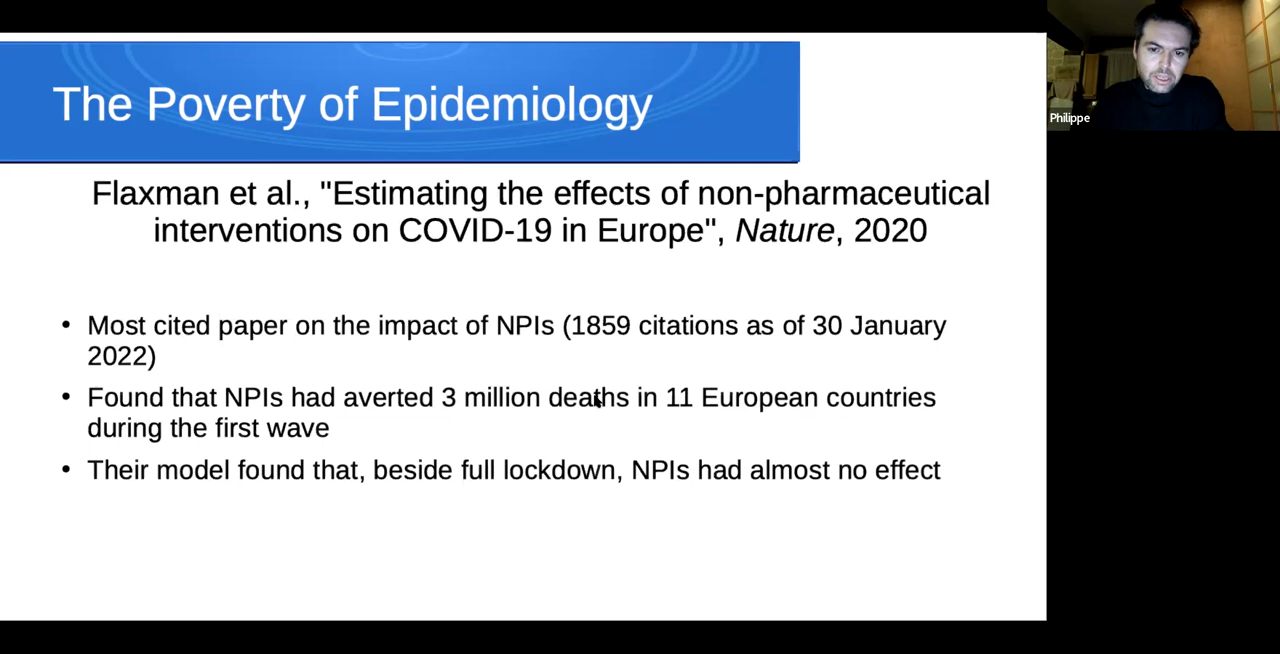 The Poverty of Epidemiology
Flaxman et al., "Estimating the effects of non-pharmaceutical
interventions on COVID-19 in Europe", Nature, 2020
• Most cited paper on the impact of NPIs (1859 citations as of 30 January
2022)
• Found that NPIs had averted 3 million deaths in 11 European countries
during the first wave
• Their model found that, beside full lockdown, NPIs had almost no effect
Philippe